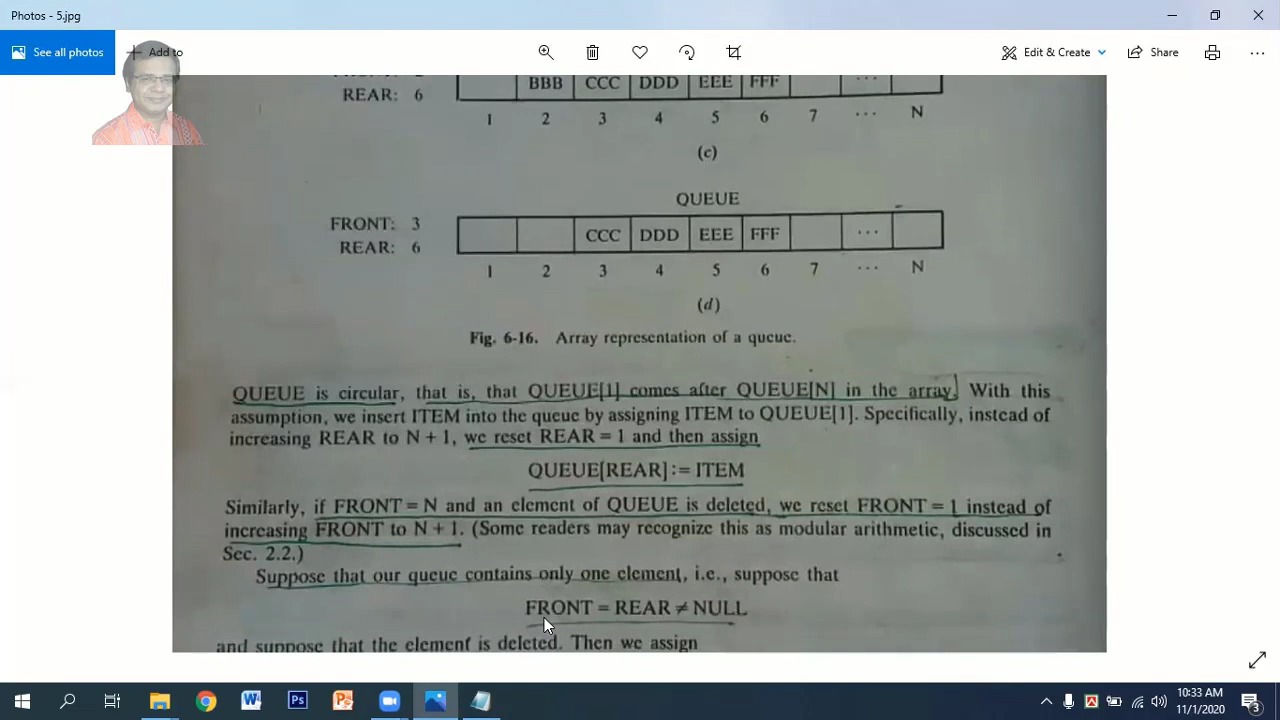 Photos - 5.jpg
See all photos
Add to
Edit & Create
Share
REAR: 6
BBB CCC DDD EEE FFF ...
1 2 3 4 5 6 7 ... N
(c)
QUEUE
FRONT: 3
REAR: 6
CCC DDD EEE FFF ...
1 2 3 4 5 6 7 ... N
(d)
Fig. 6-16. Array representation of a queue.
QUEUE is circular, that is, that QUEUE[1] comes after QUEUE[N] in the array. With this
assumption, we insert ITEM into the queue by assigning ITEM to QUEUE[1]. Specifically, instead of
increasing REAR to N + 1, we reset REAR = 1 and then assign
QUEUE[REAR] := ITEM
Similarly, if FRONT = N and an element of QUEUE is deleted, we reset FRONT = 1 instead of
increasing FRONT to N + 1. (Some readers may recognize this as modular arithmetic, discussed in
Sec. 2.2.)
Suppose that our queue contains only one element, i.e., suppose that
FRONT = REAR ≠ NULL
and suppose that the element is deleted. Then we assign
10:33 AM
11/1/2020
3